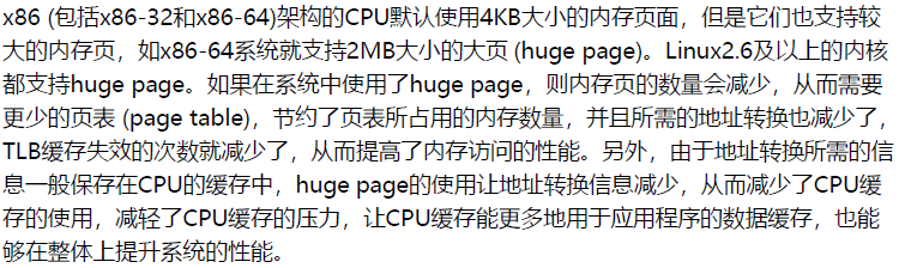 x86 (包括x86-32和x86-64)架构的CPU默认使用4KB大小的内存页面，但是它们也支持较
大的内存页，如x86-64系统就支持2MB大小的大页 (huge page)。Linux2.6及以上的内核
都支持huge page。如果在系统中使用了huge page，则内存页的数量会减少，从而需要
更少的页表 (page table)，节约了页表所占用的内存数量，并且所需的地址转换也减少了，
TLB缓存失效的次数就减少了，从而提高了内存访问的性能。另外，由于地址转换所需的信
息一般保存在CPU的缓存中，huge page的使用让地址转换信息减少，从而减少了CPU缓
存的使用，减轻了CPU缓存的压力，让CPU缓存能更多地用于应用程序的数据缓存，也能
够在整体上提升系统的性能。